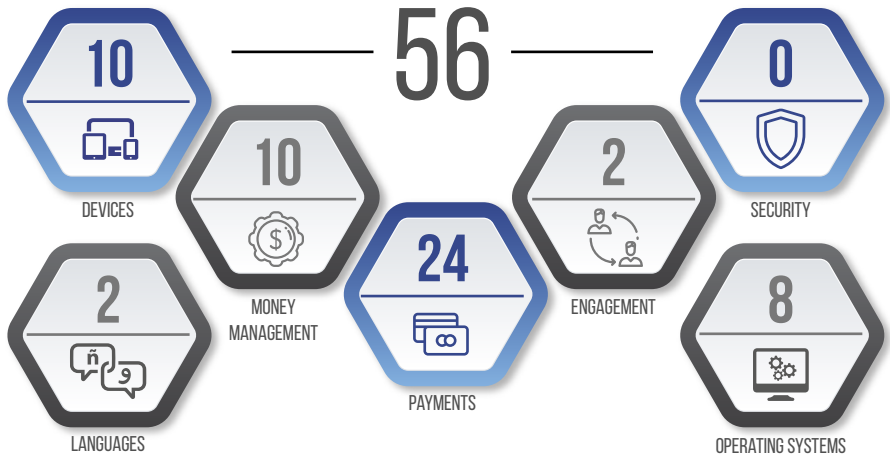 56
10
DEVICES
10
MONEY
MANAGEMENT
24
PAYMENTS
2
ENGAGEMENT
0
SECURITY
2
ñ
و
LANGUAGES
8
OPERATING SYSTEMS
$